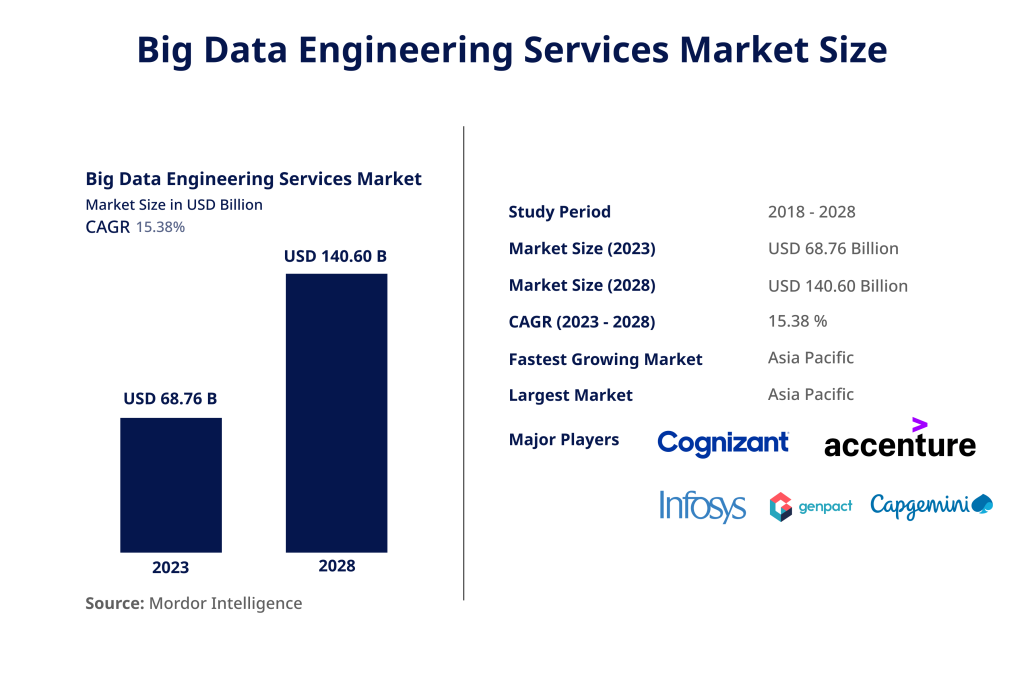 Big Data Engineering Services Market Size
Big Data Engineering Services Market
Market Size in USD Billion
CAGR 15.38%
USD 140.60 B
USD 68.76 B
2023
2028
Source: Mordor Intelligence
Study Period 2018 - 2028
Market Size (2023) USD 68.76 Billion
Market Size (2028) USD 140.60 Billion
CAGR (2023 - 2028) 15.38 %
Fastest Growing Market Asia Pacific
Largest Market Asia Pacific
Major Players Cognizant accenture
Infosys genpact Capgemini